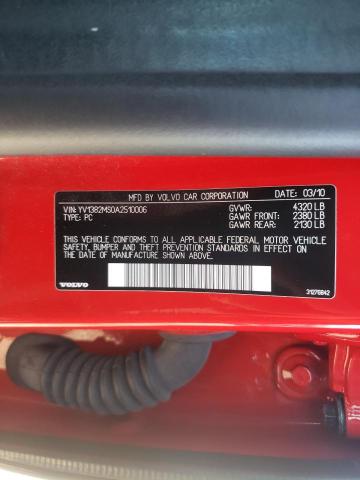 MFD. BY VOLVO CAR CORPORATION DATE: 03/10
VIN: YV1382MS0A2510006 GVWR: 4320 LB
TYPE: PC GAWR FRONT: 2380 LB
GAWR REAR: 2130 LB
THIS VEHICLE CONFORMS TO ALL APPLICABLE FEDERAL MOTOR VEHICLE
SAFETY, BUMPER AND THEFT PREVENTION STANDARDS IN EFFECT ON
THE DATE OF MANUFACTURE SHOWN ABOVE.
VOLVO 31276842